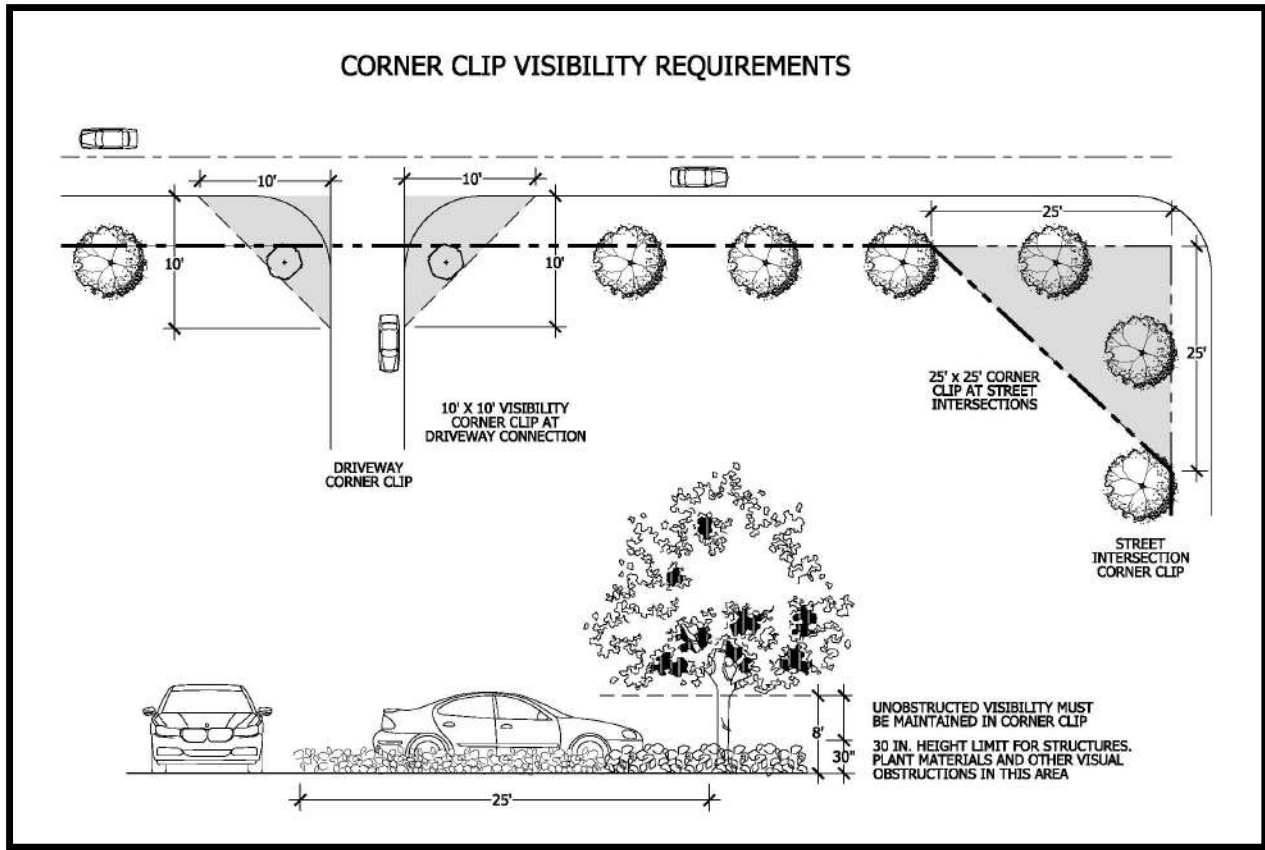 CORNER CLIP VISIBILITY REQUIREMENTS
10'
10'
25'
10'
10'
25'
25' x 25' CORNER
CLIP AT STREET
INTERSECTIONS
10' X 10' VISIBILITY
CORNER CLIP AT
DRIVEWAY CONNECTION
DRIVEWAY
CORNER CLIP
STREET
INTERSECTION
CORNER CLIP
8'
30"
UNOBSTRUCTED VISIBILITY MUST
BE MAINTAINED IN CORNER CLIP
30 IN. HEIGHT LIMIT FOR STRUCTURES.
PLANT MATERIALS AND OTHER VISUAL
OBSTRUCTIONS IN THIS AREA
25'